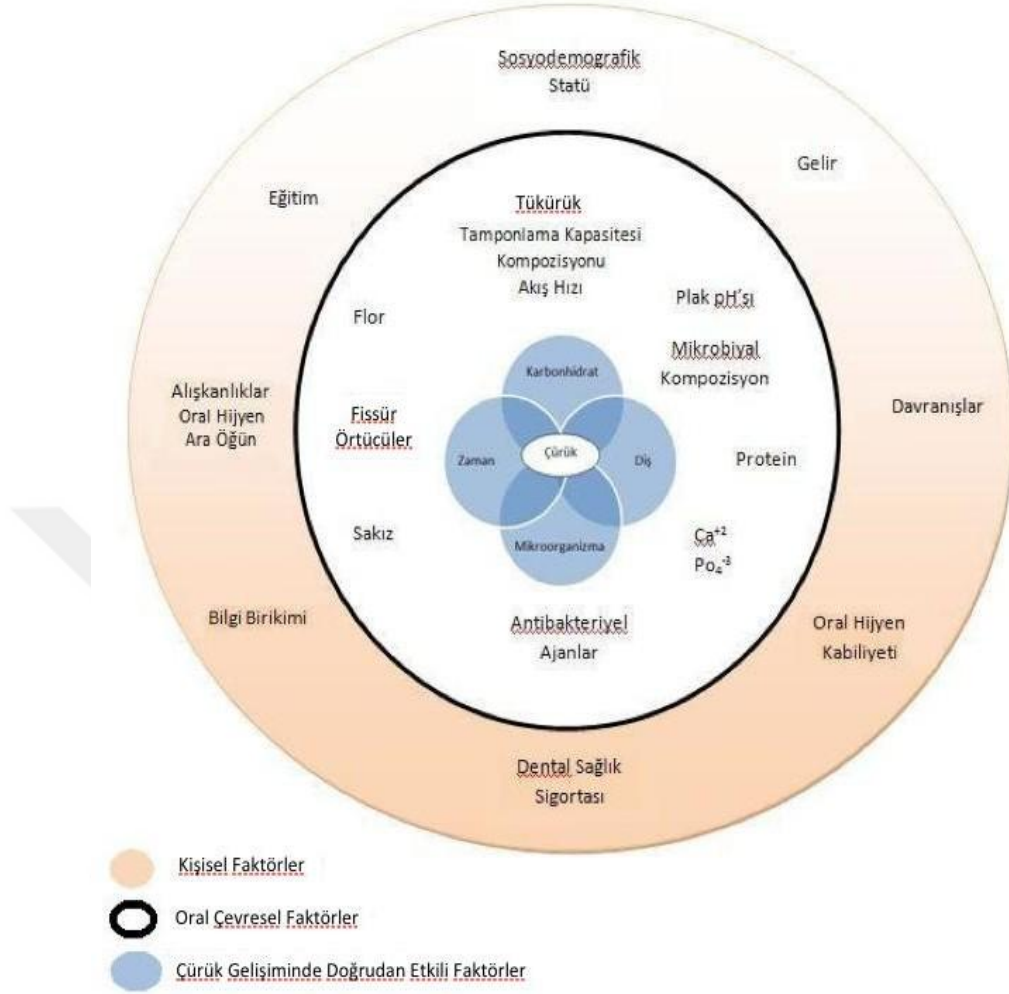 Sosyodemografik
Statü
Gelir
Eğitim
Tükürük
Tamponlama Kapasitesi
Kompozisyonu
Akış Hızı
Plak pH´sı
Flor
Mikrobiyal
Kompozisyon
Karbonhidrat
Alışkanlıklar
Oral Hijyen
Ara Öğün
Fissür
Örtücüler
Davranışlar
Zaman
Çürük
Diş
Protein
Sakız
Mikroorganizma
Ca⁺²
Po₄⁻³
Bilgi Birikimi
Antibakteriyel
Ajanlar
Oral Hijyen
Kabiliyeti
Dental Sağlık
Sigortası
Kişisel Faktörler
Oral Çevresel Faktörler
Çürük Gelişiminde Doğrudan Etkili Faktörler